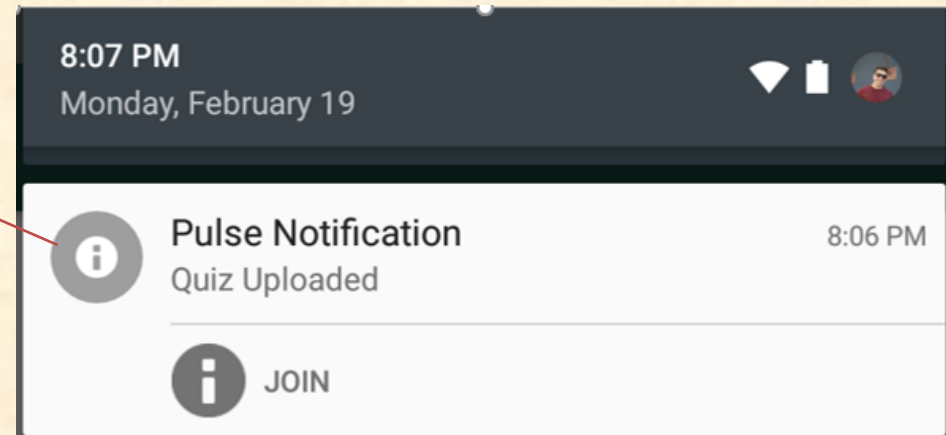 8:07 PM
Monday, February 19
Pulse Notification 8:06 PM
Quiz Uploaded
JOIN